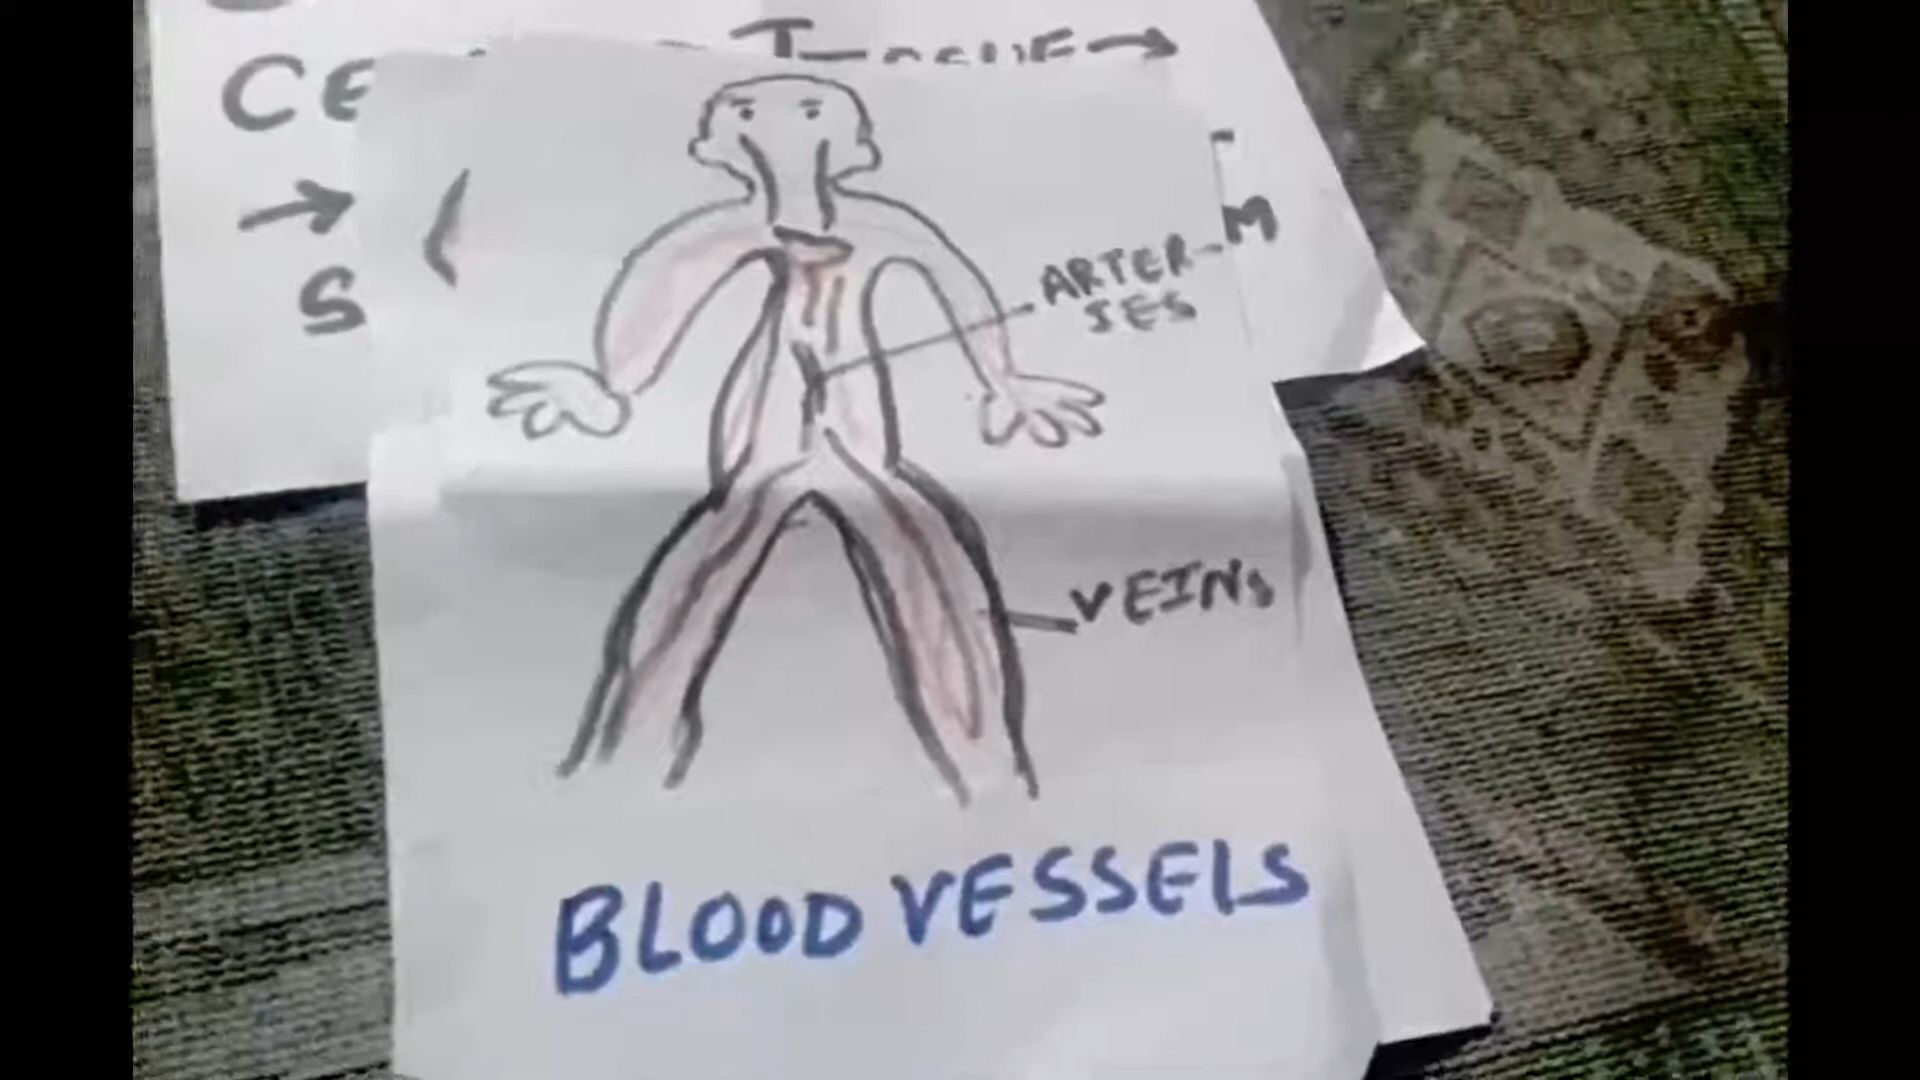 CE
→
S
ARTER-
IES
M
VEINS
BLOOD VESSELS